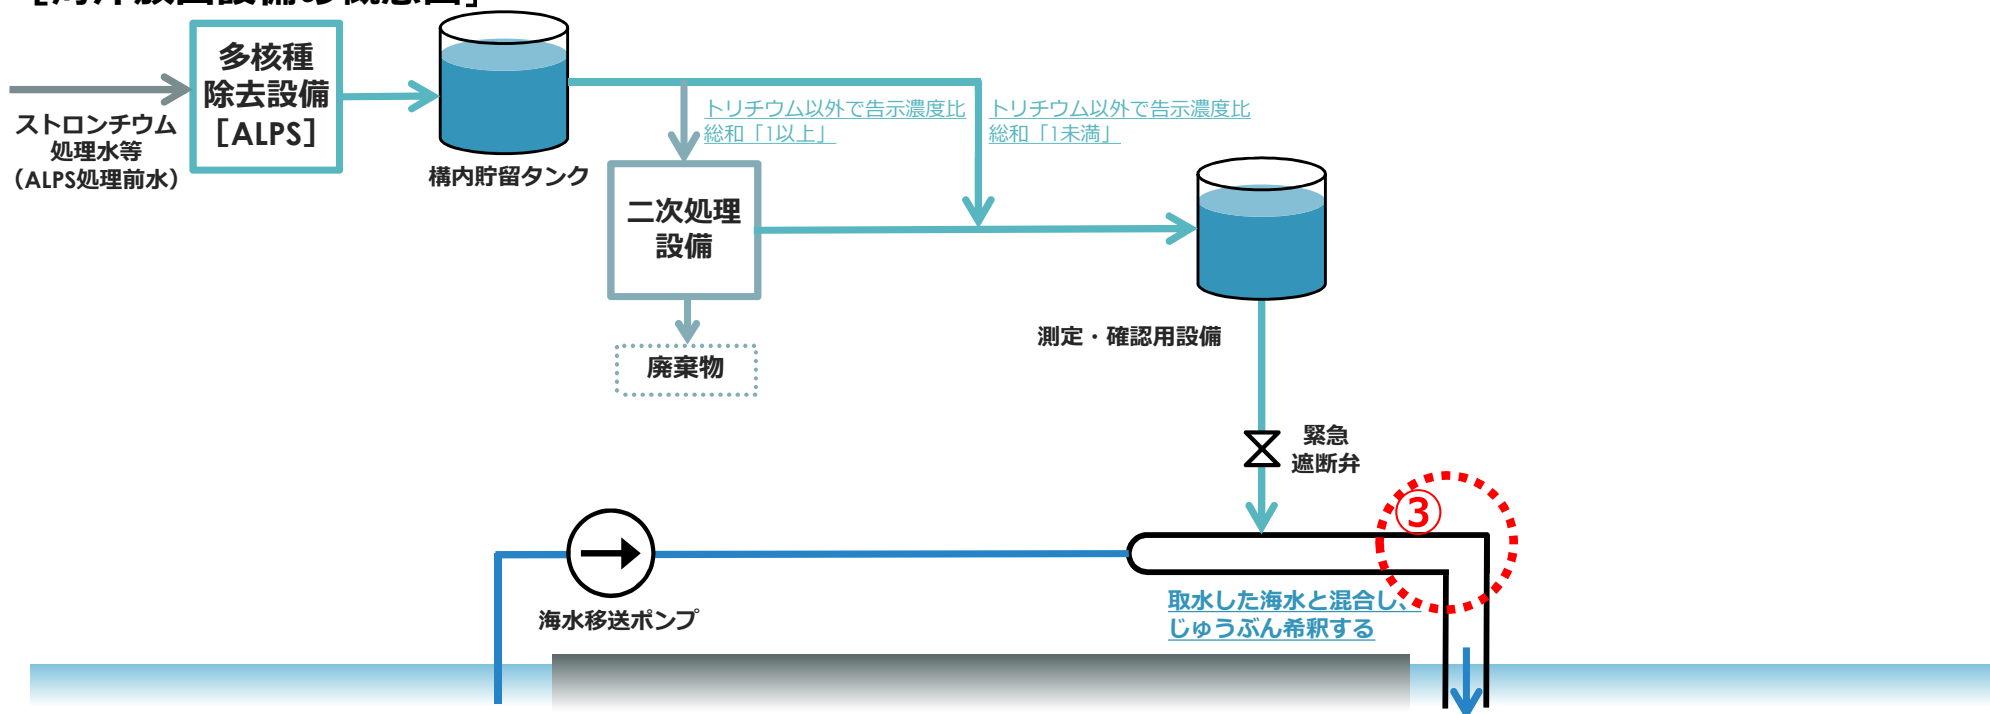 多核種
除去設備
［ALPS］
ストロンチウム
処理水等
（ALPS処理前水）
構内貯留タンク
トリチウム以外で告示濃度比
総和「1以上」
トリチウム以外で告示濃度比
総和「1未満」
二次処理
設備
廃棄物
測定・確認用設備
緊急
遮断弁
③
海水移送ポンプ
取水した海水と混合し、
じゅうぶん希釈する